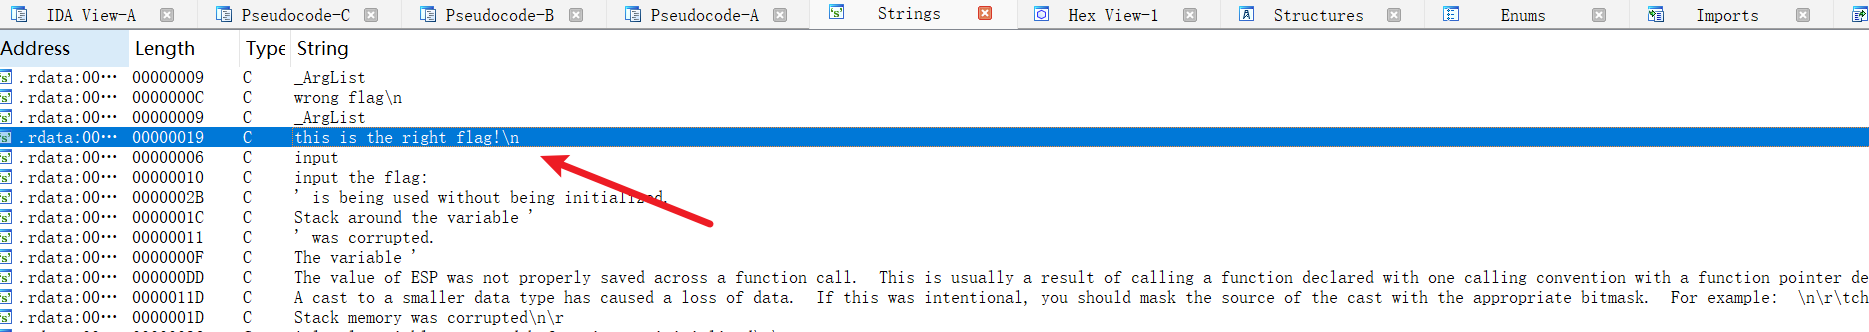 IDA View-A Pseudocode-C Pseudocode-B Pseudocode-A Strings Hex View-1 Structures Enums Imports
Address Length Type String
.rdata:00… 00000009 C _ArgList
.rdata:00… 0000000C C wrong flag\n
.rdata:00… 00000009 C _ArgList
.rdata:00… 00000019 C this is the right flag!\n
.rdata:00… 00000006 C input
.rdata:00… 00000010 C input the flag:
.rdata:00… 0000002B C ' is being used without being initialized.
.rdata:00… 0000001C C Stack around the variable '
.rdata:00… 00000011 C ' was corrupted.
.rdata:00… 0000000F C The variable '
.rdata:00… 000000DD C The value of ESP was not properly saved across a function call.  This is usually a result of calling a function declared with one calling convention with a function pointer de
.rdata:00… 0000011D C A cast to a smaller data type has caused a loss of data.  If this was intentional, you should mask the source of the cast with the appropriate bitmask.  For example:  \n\r\tch
.rdata:00… 0000001D C Stack memory was corrupted\n\r